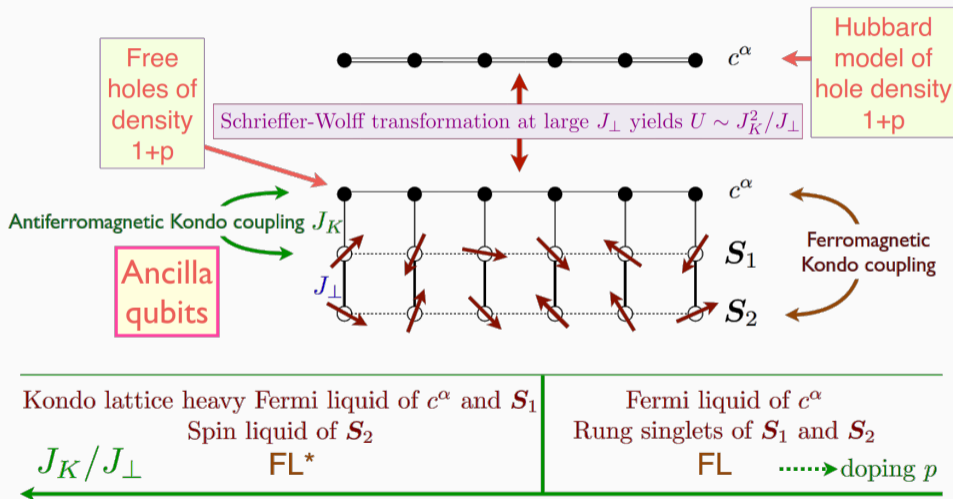 Free
holes of
density
1+p
c^α
Hubbard
model of
hole density
1+p
Schrieffer-Wolff transformation at large J_⊥ yields U ∼ J_K^2/J_⊥
c^α
Antiferromagnetic Kondo coupling J_K
S_1
Ferromagnetic
Kondo coupling
Ancilla
qubits
J_⊥
S_2
Kondo lattice heavy Fermi liquid of c^α and S_1
Spin liquid of S_2
FL*
J_K/J_⊥
Fermi liquid of c^α
Rung singlets of S_1 and S_2
FL
doping p